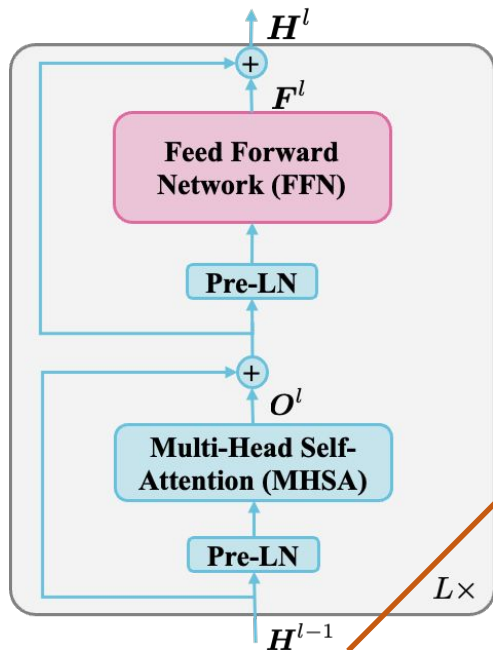 H^l
+
F^l
Feed Forward
Network (FFN)
Pre-LN
+
O^l
Multi-Head Self-
Attention (MHSA)
Pre-LN
L×
H^{l-1}